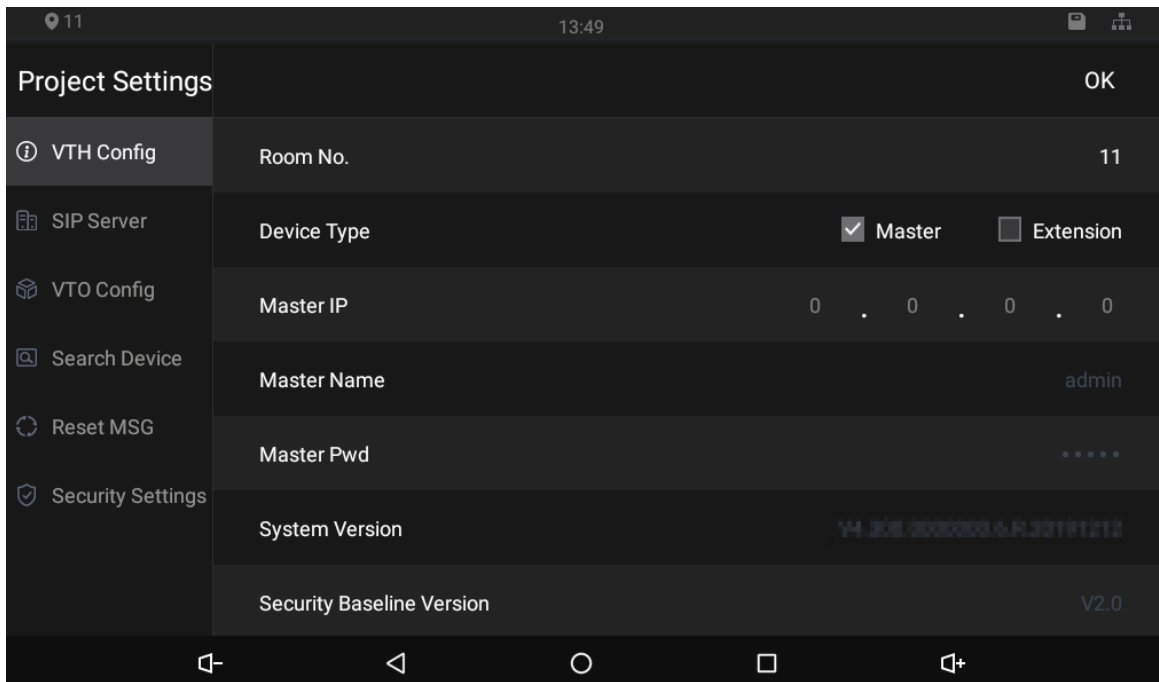 11
13:49
Project Settings
OK
VTH Config
Room No.
11
SIP Server
Device Type
Master
Extension
VTO Config
Master IP
0 . 0 . 0 . 0
Search Device
Master Name
admin
Reset MSG
Master Pwd
•••••
Security Settings
System Version
Security Baseline Version
V2.0